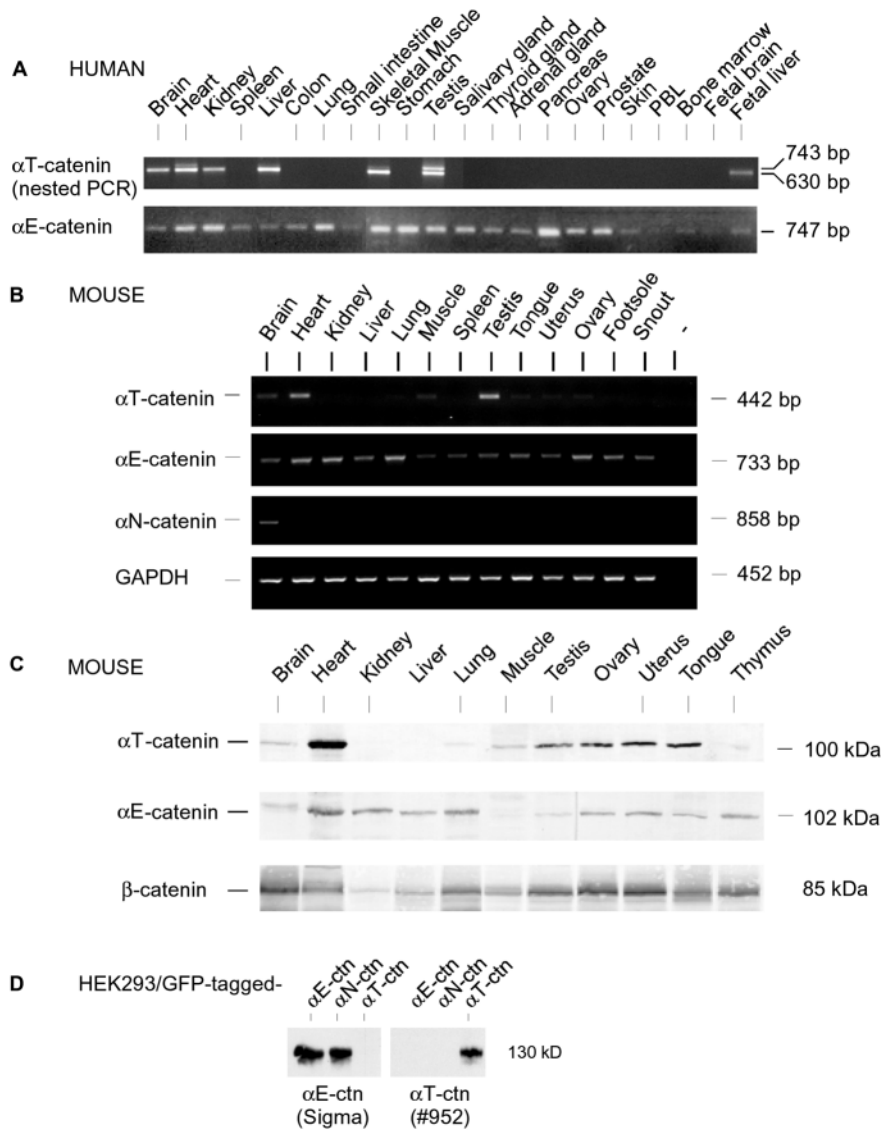 A HUMAN
Brain
Heart
Kidney
Spleen
Liver
Colon
Lung
Small intestine
Skeletal Muscle
Stomach
Testis
Salivary gland
Thyroid gland
Adrenal gland
Pancreas
Ovary
Prostate
Skin
PBL
Bone marrow
Fetal brain
Fetal liver
αT-catenin
(nested PCR)
743 bp
630 bp
αE-catenin
747 bp
B MOUSE
Brain
Heart
Kidney
Liver
Lung
Muscle
Spleen
Testis
Tongue
Uterus
Ovary
Footsole
Snout
-
αT-catenin
442 bp
αE-catenin
733 bp
αN-catenin
858 bp
GAPDH
452 bp
C MOUSE
Brain
Heart
Kidney
Liver
Lung
Muscle
Testis
Ovary
Uterus
Tongue
Thymus
αT-catenin
100 kDa
αE-catenin
102 kDa
β-catenin
85 kDa
D HEK293/GFP-tagged-
αE-ctn
αN-ctn
αT-ctn
αE-ctn
αN-ctn
αT-ctn
130 kD
αE-ctn
(Sigma)
αT-ctn
(#952)